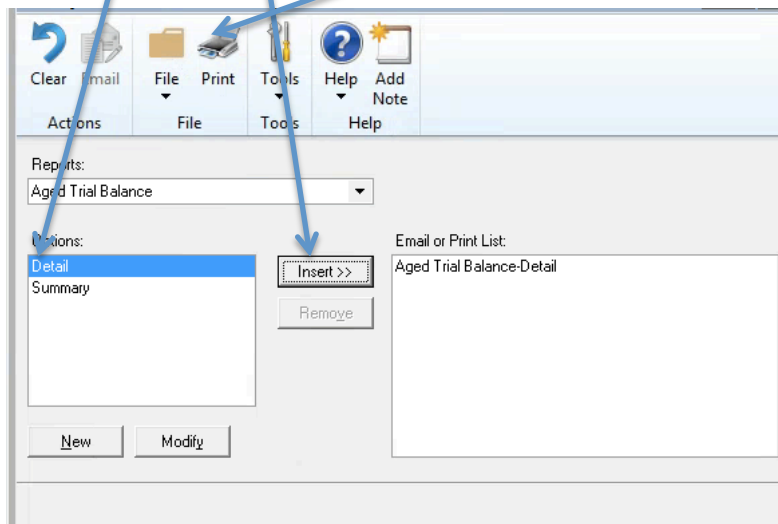 Clear Email File Print Tools Help Add Note
Actions File Tools Help
Reports:
Aged Trial Balance
Options: Email or Print List:
Detail Insert >> Aged Trial Balance-Detail
Summary
Remove
New Modify